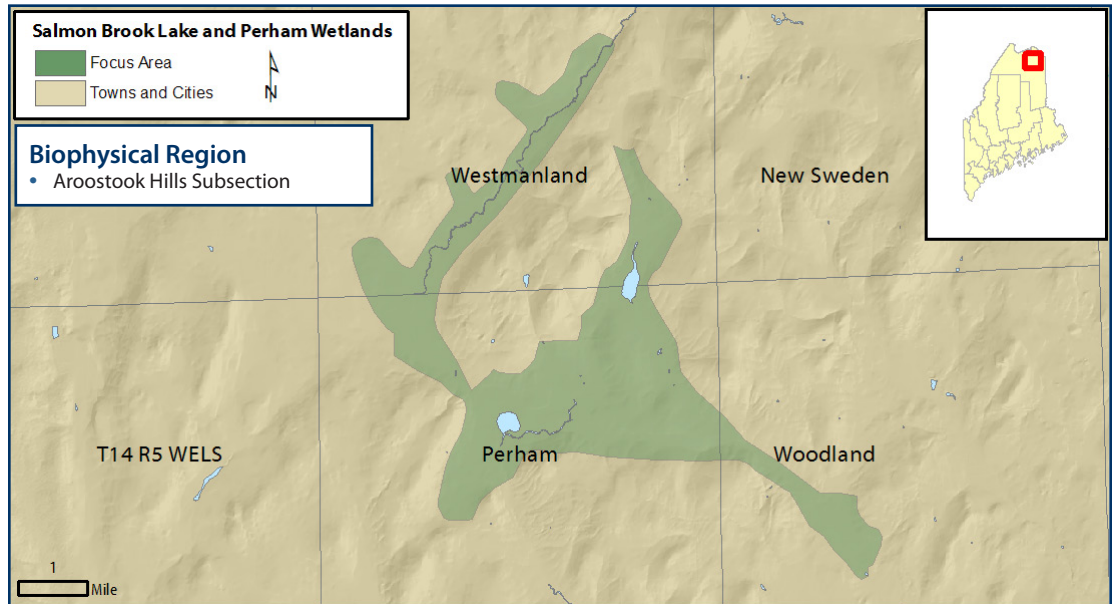 Salmon Brook Lake and Perham Wetlands
Focus Area
Towns and Cities
N
Biophysical Region
• Aroostook Hills Subsection
Westmanland
New Sweden
T14 R5 WELS
Perham
Woodland
1
Mile